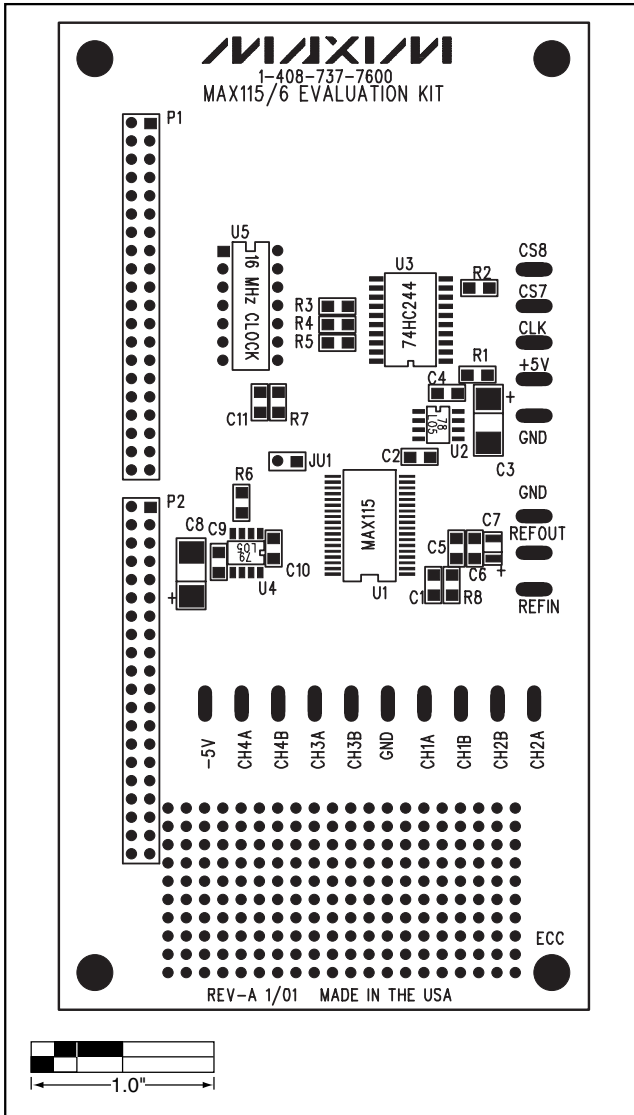 MAXIM
1-408-737-7600
MAX115/6 EVALUATION KIT
P1
U5
16 MHz CLOCK
U3
74HC244
R2
CS8
CS7
CLK
+5V
GND
R3
R4
R5
R1
C4
+
C11
R7
78
L05
U2
C2
C3
JU1
R6
P2
MAX115
U1
GND
REFOUT
REFIN
C8
C9
79
L05
U4
C10
+
C5
C6
C7
+
C1
R8
-5V
CH4A
CH4B
CH3A
CH3B
GND
CH1A
CH1B
CH2B
CH2A
ECC
REV-A 1/01 MADE IN THE USA
1.0"